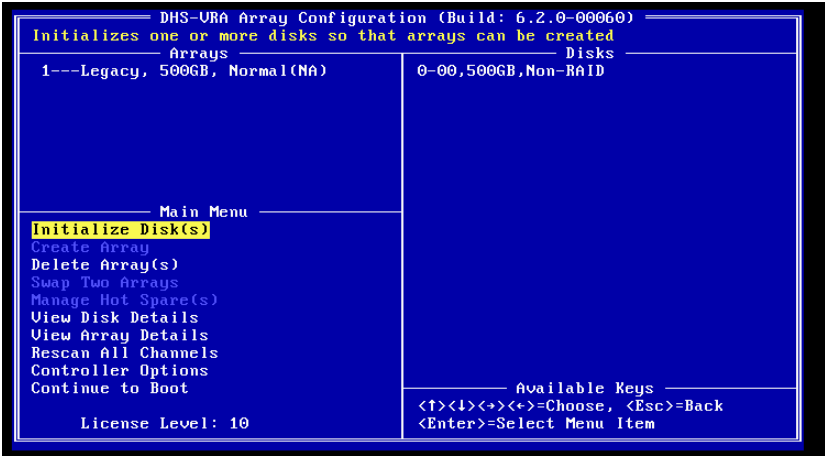 DHS-VRA Array Configuration (Build: 6.2.0-00060)
Initializes one or more disks so that arrays can be created
Arrays
1---Legacy, 500GB, Normal(NA)
Disks
0-00,500GB,Non-RAID
Main Menu
Initialize Disk(s)
Create Array
Delete Array(s)
Swap Two Arrays
Manage Hot Spare(s)
View Disk Details
View Array Details
Rescan All Channels
Controller Options
Continue to Boot
License Level: 10
Available Keys
<↑><↓><→><←>=Choose, <Esc>=Back
<Enter>=Select Menu Item